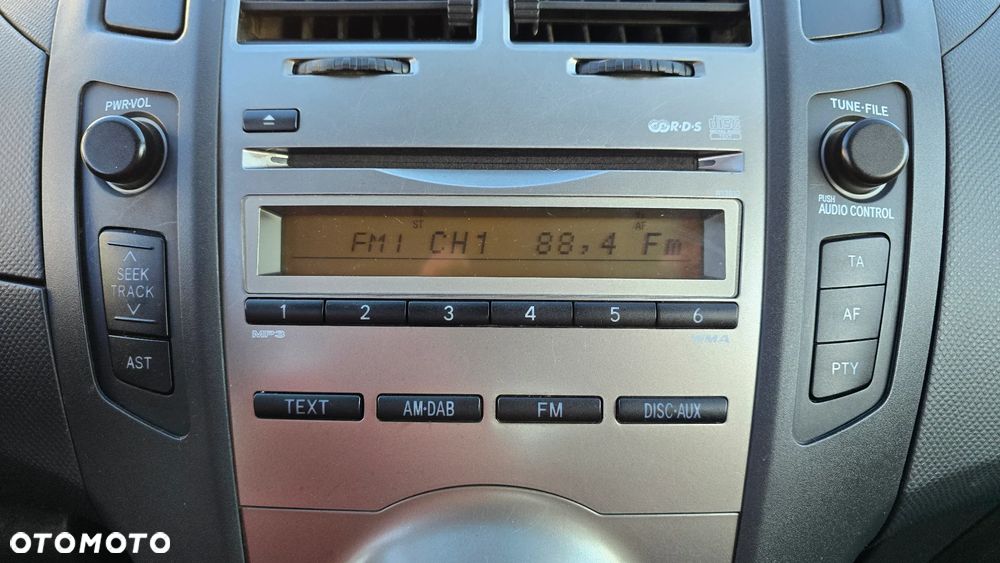 PWR·VOL
TUNE·FILE
R·D·S
PUSH
AUDIO CONTROL
ST
AF
FM1 CH1 88,4 Fm
SEEK
TRACK
TA
AF
1 2 3 4 5 6
MP3
WMA
AST
PTY
TEXT
AM·DAB
FM
DISC·AUX
OTOMOTO